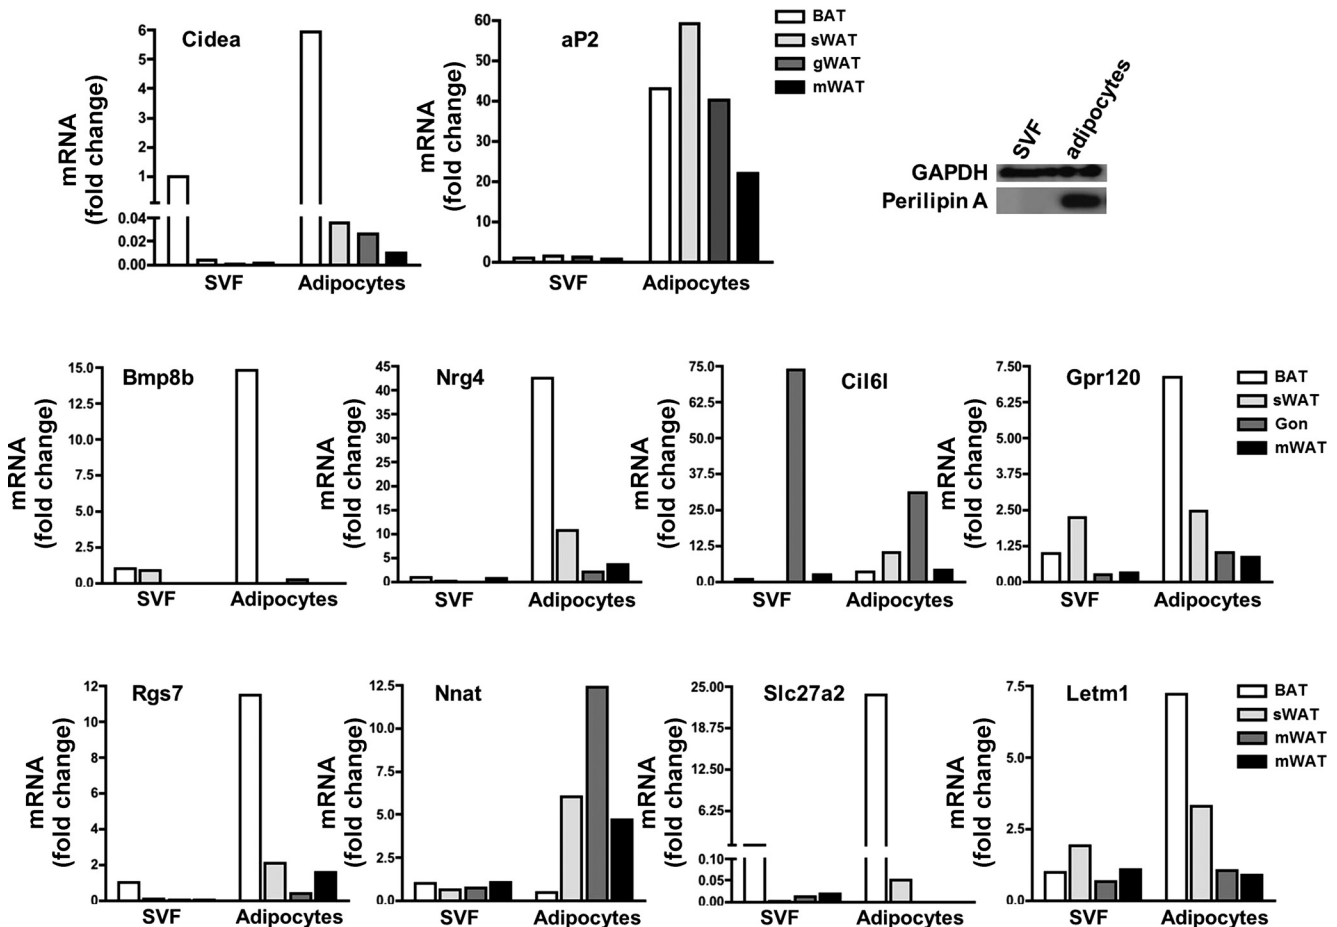 Cidea
mRNA
(fold change)
6
5
4
3
2
1
0.04
0.02
0.00
SVF
Adipocytes
aP2
mRNA
(fold change)
60
50
40
30
20
10
0
SVF
Adipocytes
BAT
sWAT
gWAT
mWAT
SVF
adipocytes
GAPDH
Perilipin A
Bmp8b
mRNA
(fold change)
15.0
12.5
10.0
7.5
5.0
2.5
0.0
SVF
Adipocytes
Nrg4
mRNA
(fold change)
45
40
35
30
25
20
15
10
5
0
SVF
Adipocytes
Cil6l
mRNA
(fold change)
75.0
62.5
50.0
37.5
25.0
12.5
0.0
SVF
Adipocytes
Gpr120
mRNA
(fold change)
7.50
6.25
5.00
3.75
2.50
1.25
0.00
SVF
Adipocytes
BAT
sWAT
Gon
mWAT
Rgs7
mRNA
(fold change)
12
10
8
6
4
2
0
SVF
Adipocytes
Nnat
mRNA
(fold change)
12.5
10.0
7.5
5.0
2.5
0.0
SVF
Adipocytes
Slc27a2
mRNA
(fold change)
25.00
18.75
12.50
6.25
0.10
0.05
0.00
SVF
Adipocytes
Letm1
mRNA
(fold change)
7.5
5.0
2.5
0.0
SVF
Adipocytes
BAT
sWAT
mWAT
mWAT